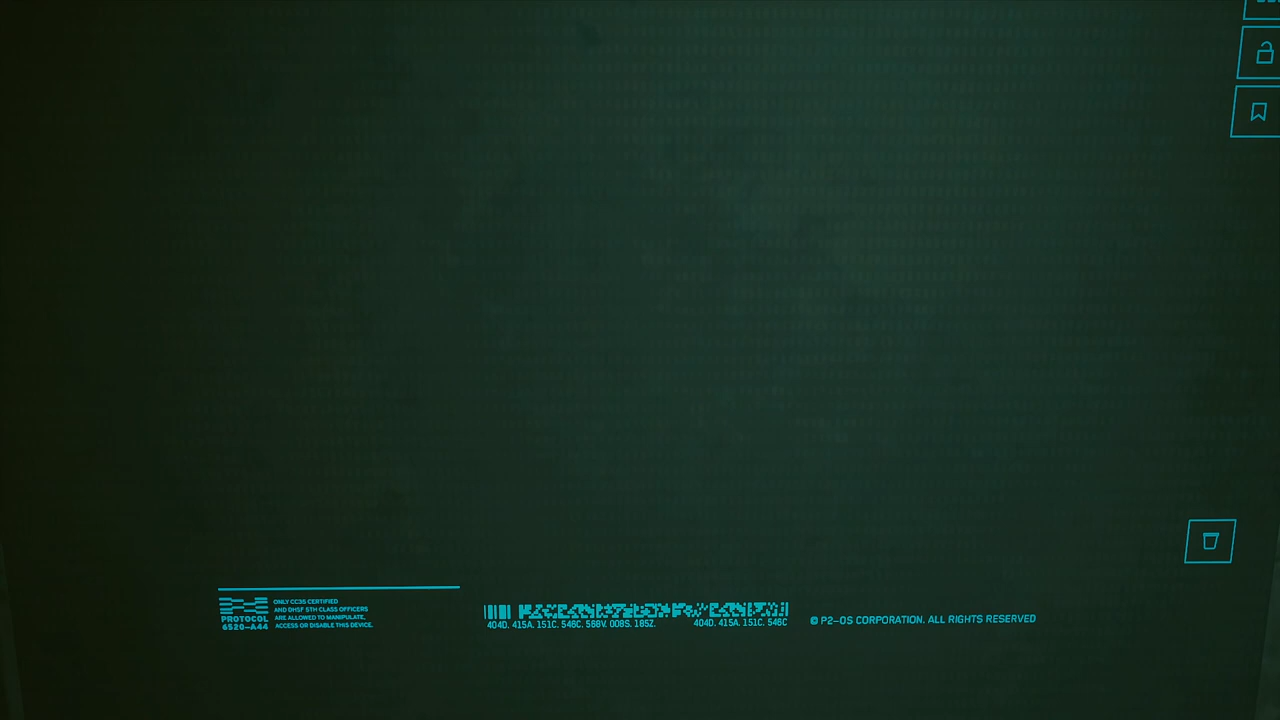 PROTOCOL
6520-A44
ONLY CC35 CERTIFIED
AND DHSF 5TH CLASS OFFICERS
ARE ALLOWED TO MANIPULATE,
ACCESS OR DISABLE THIS DEVICE.
404D. 415A. 151C. 546C. 568V. 008S. 185Z.
404D. 415A. 151C. 546C
© P2-OS CORPORATION. ALL RIGHTS RESERVED